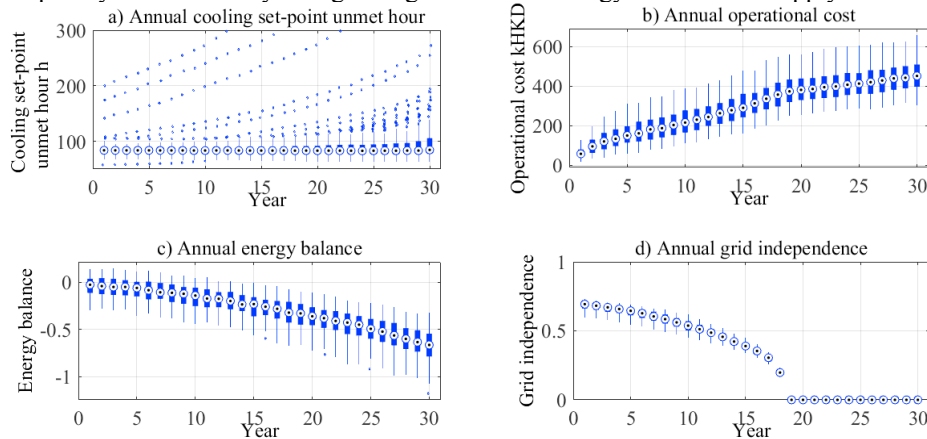 a) Annual cooling set-point unmet hour
Cooling set-point
unmet hour h
300
200
100
0 5 10 15 20 25 30
Year
b) Annual operational cost
Operational cost kHKD
600
400
200
0
0 5 10 15 20 25 30
Year
c) Annual energy balance
Energy balance
0
-0.5
-1
0 5 10 15 20 25 30
Year
d) Annual grid independence
Grid independence
1
0.5
0
0 5 10 15 20 25 30
Year